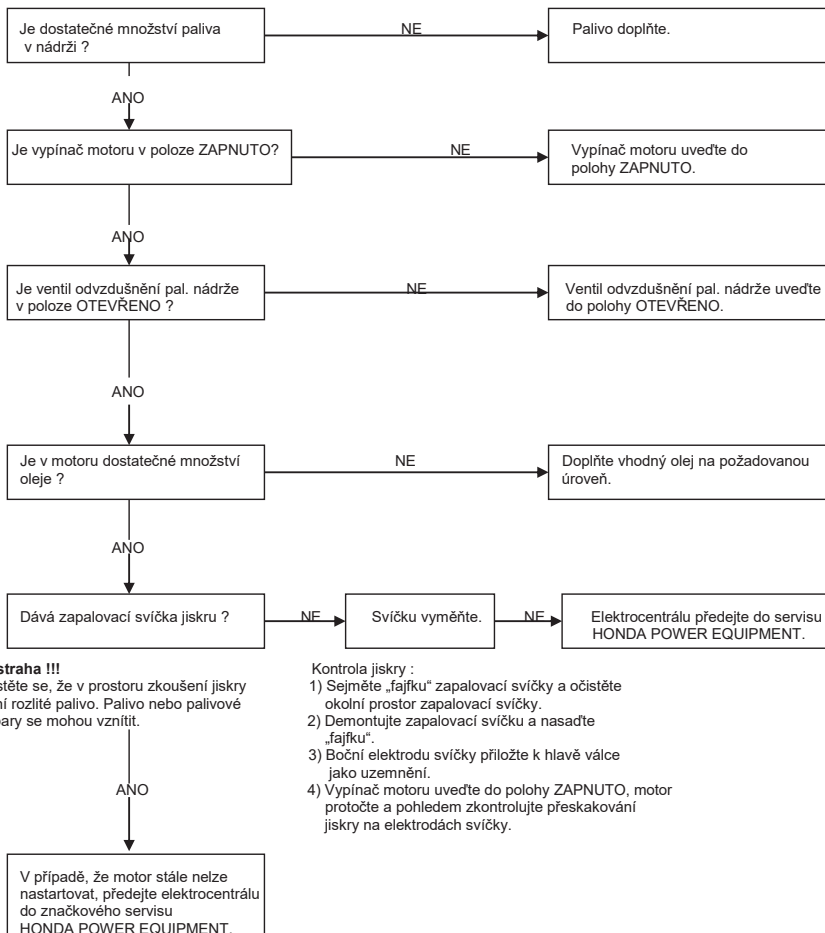 Je dostatečné množství paliva
v nádrži ?
NE
Palivo doplňte.
ANO
Je vypínač motoru v poloze ZAPNUTO?
NE
Vypínač motoru uveďte do
polohy ZAPNUTO.
ANO
Je ventil odvzdušnění pal. nádrže
v poloze OTEVŘENO ?
NE
Ventil odvzdušnění pal. nádrže uveďte
do polohy OTEVŘENO.
ANO
Je v motoru dostatečné množství
oleje ?
NE
Doplňte vhodný olej na požadovanou
úroveň.
ANO
Dává zapalovací svíčka jiskru ?
NE
Svíčku vyměňte.
NE
Elektrocentrálu předejte do servisu
HONDA POWER EQUIPMENT.
straha !!!
stěte se, že v prostoru zkoušení jiskry
ní rozlité palivo. Palivo nebo palivové
pary se mohou vznítit.
Kontrola jiskry :
1) Sejměte „fajfku“ zapalovací svíčky a očistěte
okolní prostor zapalovací svíčky.
2) Demontujte zapalovací svíčku a nasaďte
„fajfku“.
3) Boční elektrodu svíčky přiložte k hlavě válce
jako uzemnění.
4) Vypínač motoru uveďte do polohy ZAPNUTO, motor
protočte a pohledem zkontrolujte přeskakování
jiskry na elektrodách svíčky.
ANO
V případě, že motor stále nelze
nastartovat, předejte elektrocentrálu
do značkového servisu
HONDA POWER EQUIPMENT.